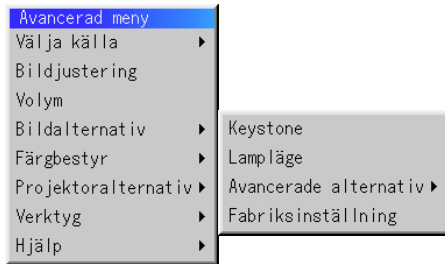 Avancerad meny
Välja källa
Bildjustering
Volym
Bildalternativ
Färgbestyr
Projektoralternativ
Verktyg
Hjälp
Keystone
Lampläge
Avancerade alternativ
Fabriksinställning